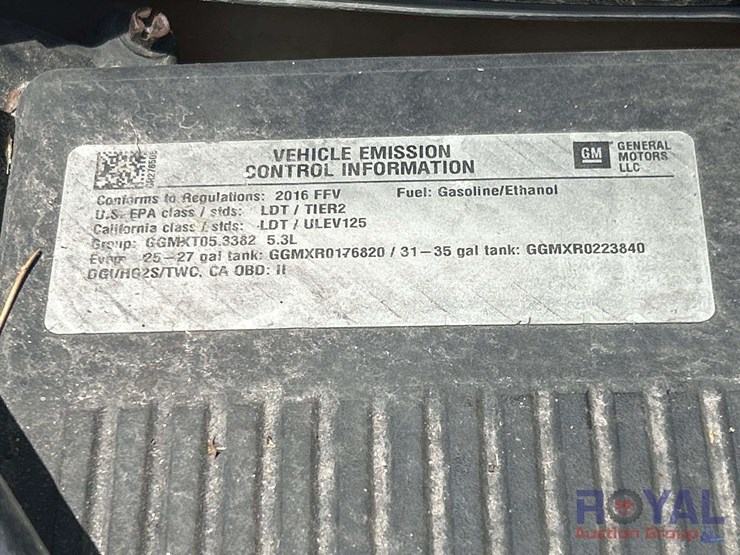 VEHICLE EMISSION
CONTROL INFORMATION
GM
GENERAL
MOTORS
LLC
Conforms to Regulations: 2016 FFV Fuel: Gasoline/Ethanol
U.S. EPA class / stds: LDT / TIER2
California class / stds: LDT / ULEV125
Group: GGMXT05.3382 5.3L
Evap: 25-27 gal tank: GGMXR0176820 / 31-35 gal tank: GGMXR0223840
DGI/HO2S/TWC, CA OBD: II
ROYAL
Auction Group